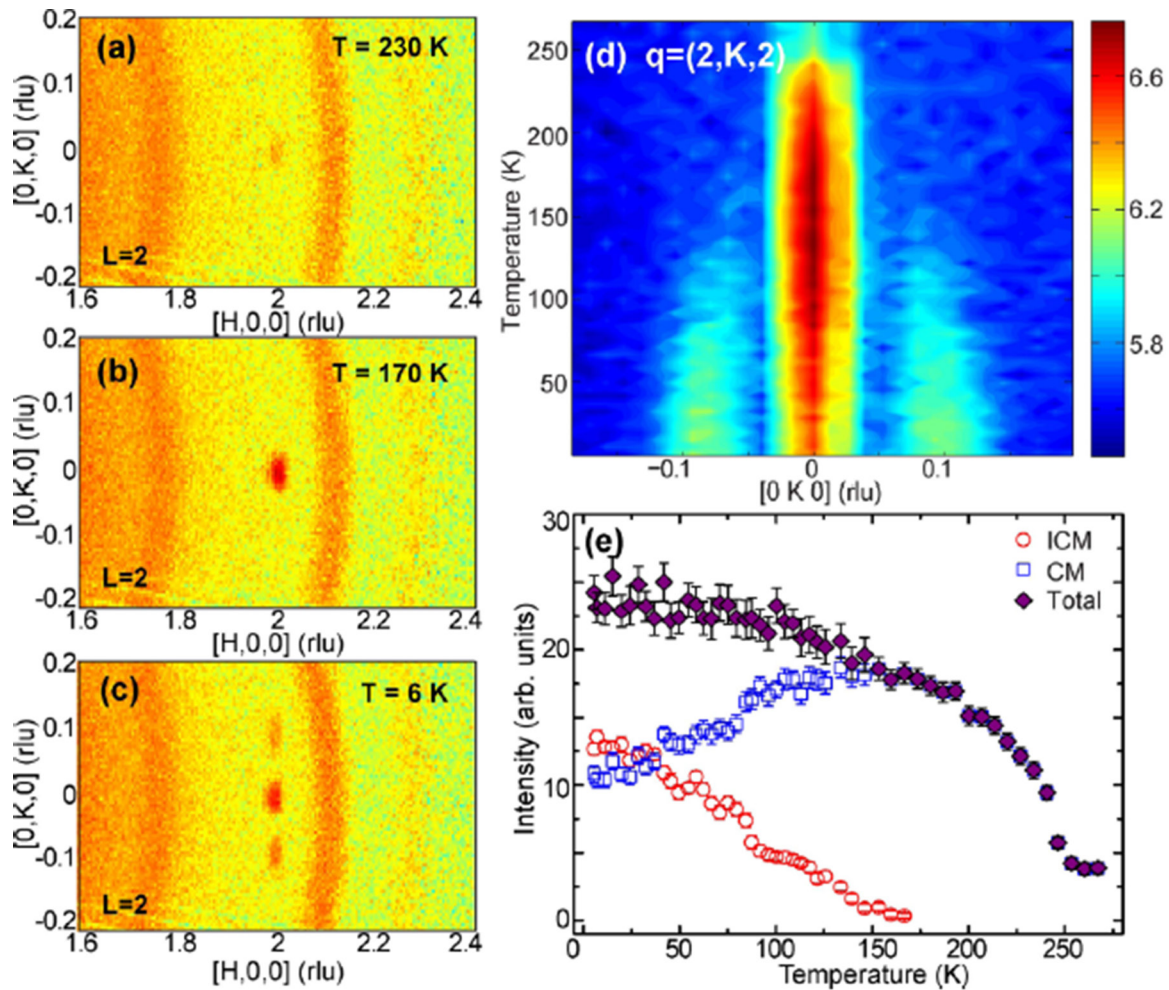 (a)
T = 230 K
0.2
0.1
0
-0.1
-0.2
[0,K,0] (rlu)
L=2
1.6
1.8
2
2.2
2.4
[H,0,0] (rlu)
(b)
T = 170 K
0.2
0.1
0
-0.1
-0.2
[0,K,0] (rlu)
L=2
1.6
1.8
2
2.2
2.4
[H,0,0] (rlu)
(c)
T = 6 K
0.2
0.1
0
-0.1
-0.2
[0,K,0] (rlu)
L=2
1.6
1.8
2
2.2
2.4
[H,0,0] (rlu)
(d) q=(2,K,2)
250
200
150
100
50
Temperature (K)
−0.1
0
0.1
[0 K 0] (rlu)
6.6
6.2
5.8
(e)
ICM
CM
Total
30
20
10
0
Intensity (arb. units)
0
50
100
150
200
250
Temperature (K)